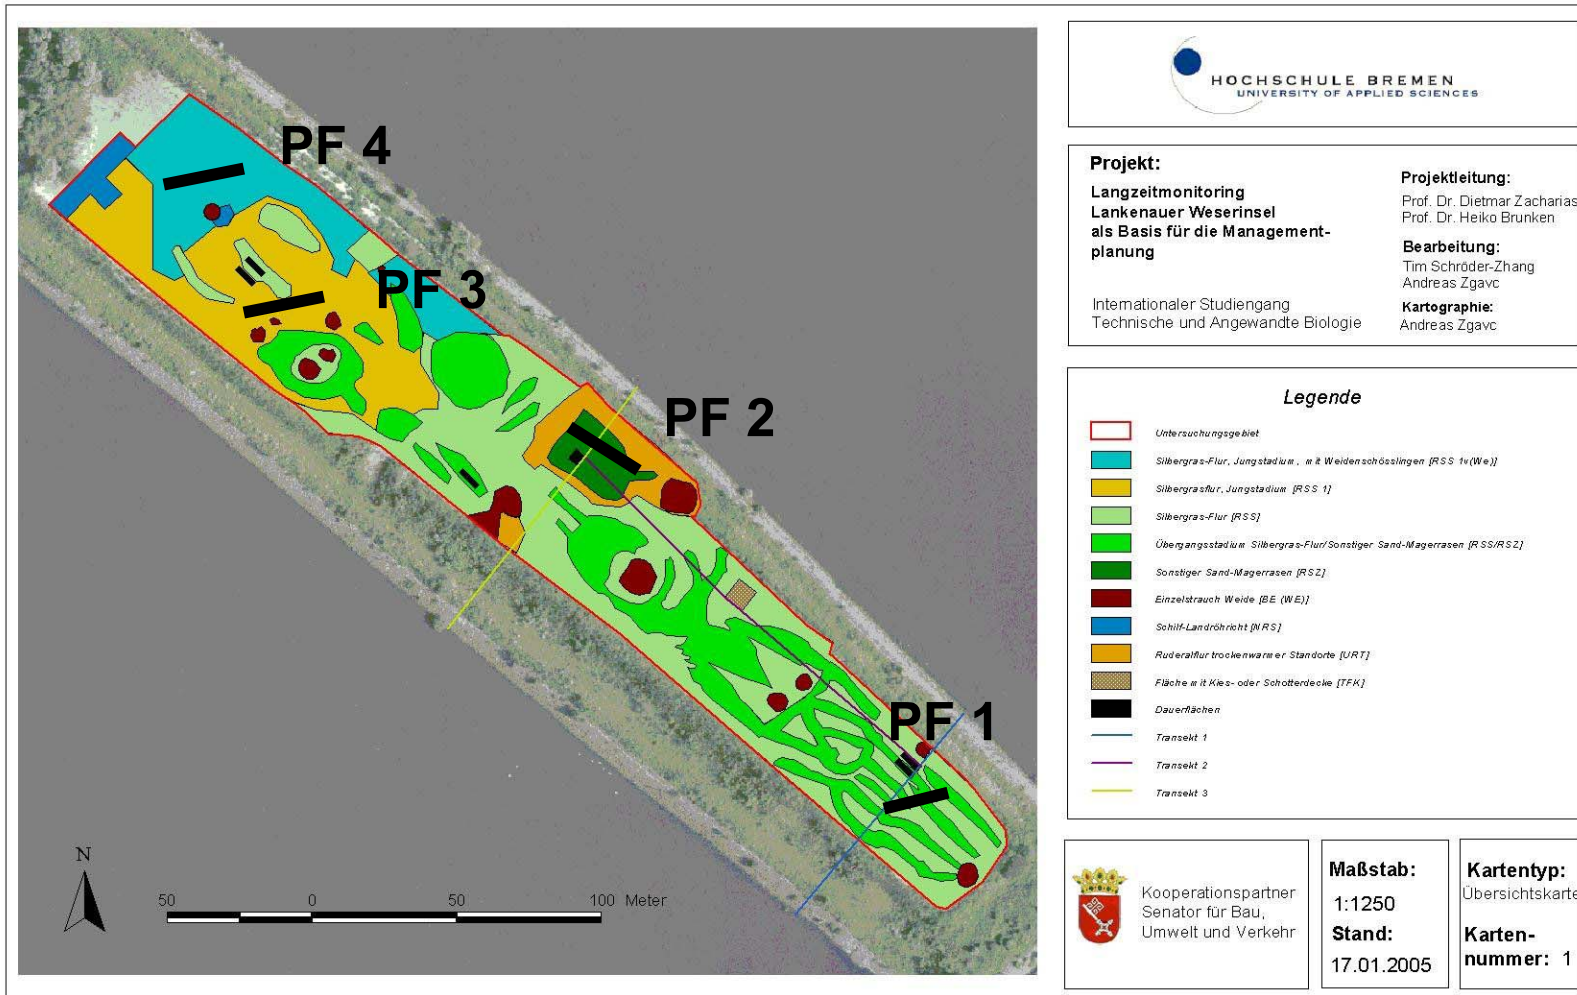 PF 4
PF 3
PF 2
PF 1
N
50 0 50 100 Meter
HOCHSCHULE BREMEN
UNIVERSITY OF APPLIED SCIENCES
Projekt:
Langzeitmonitoring
Lankenauer Weserinsel
als Basis für die Management-
planung
Internationaler Studiengang
Technische und Angewandte Biologie
Projektleitung:
Prof. Dr. Dietmar Zacharias
Prof. Dr. Heiko Brunken
Bearbeitung:
Tim Schröder-Zhang
Andreas Zgavc
Kartographie:
Andreas Zgavc
Legende
Untersuchungsgebiet
Silbergras-Flur, Jungstadium, mit Weidenschösslingen [RSS 1v(We)]
Silbergrasflur, Jungstadium [RSS 1]
Silbergras-Flur [RSS]
Übergangsstadium Silbergras-Flur/Sonstiger Sand-Magerrasen [RSS/RSZ]
Sonstiger Sand-Magerrasen [RSZ]
Einzelstrauch Weide [BE (WE)]
Schilf-Landröhricht [NRS]
Ruderalflur trockenwarmer Standorte [URT]
Fläche mit Kies- oder Schotterdecke [TFK]
Dauerflächen
Transekt 1
Transekt 2
Transekt 3
Kooperationspartner
Senator für Bau,
Umwelt und Verkehr
Maßstab:
1:1250
Stand:
17.01.2005
Kartentyp:
Übersichtskarte
Karten-
nummer: 1